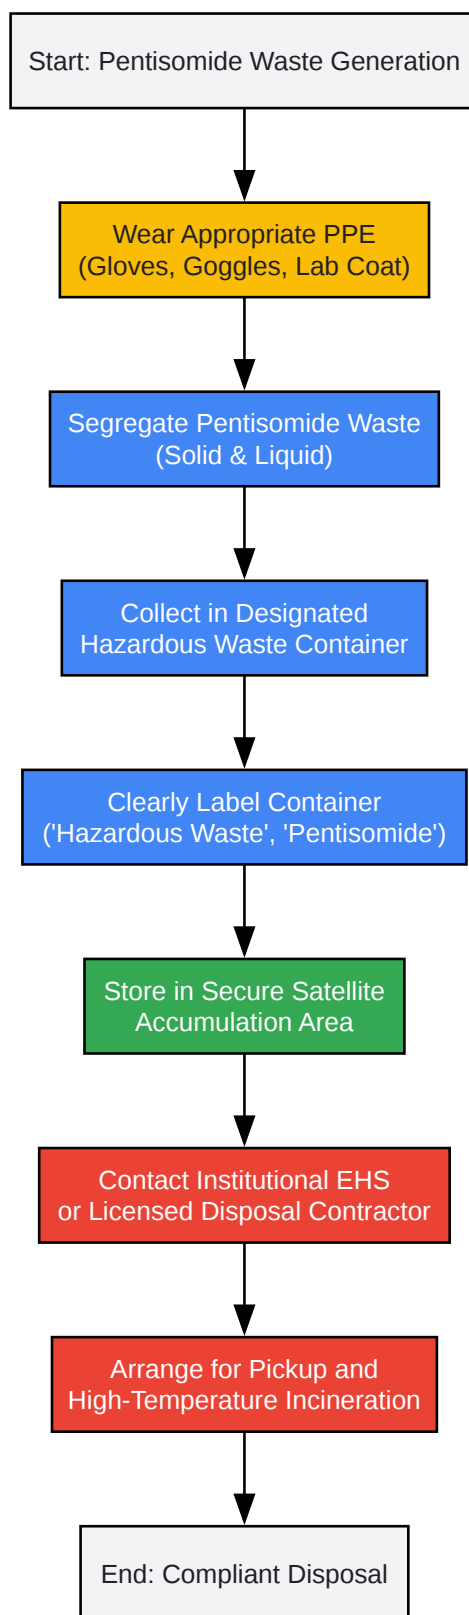 Start: Pentisomide Waste Generation
Wear Appropriate PPE
(Gloves, Goggles, Lab Coat)
Segregate Pentisomide Waste
(Solid & Liquid)
Collect in Designated
Hazardous Waste Container
Clearly Label Container
('Hazardous Waste', 'Pentisomide')
Store in Secure Satellite
Accumulation Area
Contact Institutional EHS
or Licensed Disposal Contractor
Arrange for Pickup and
High-Temperature Incineration
End: Compliant Disposal